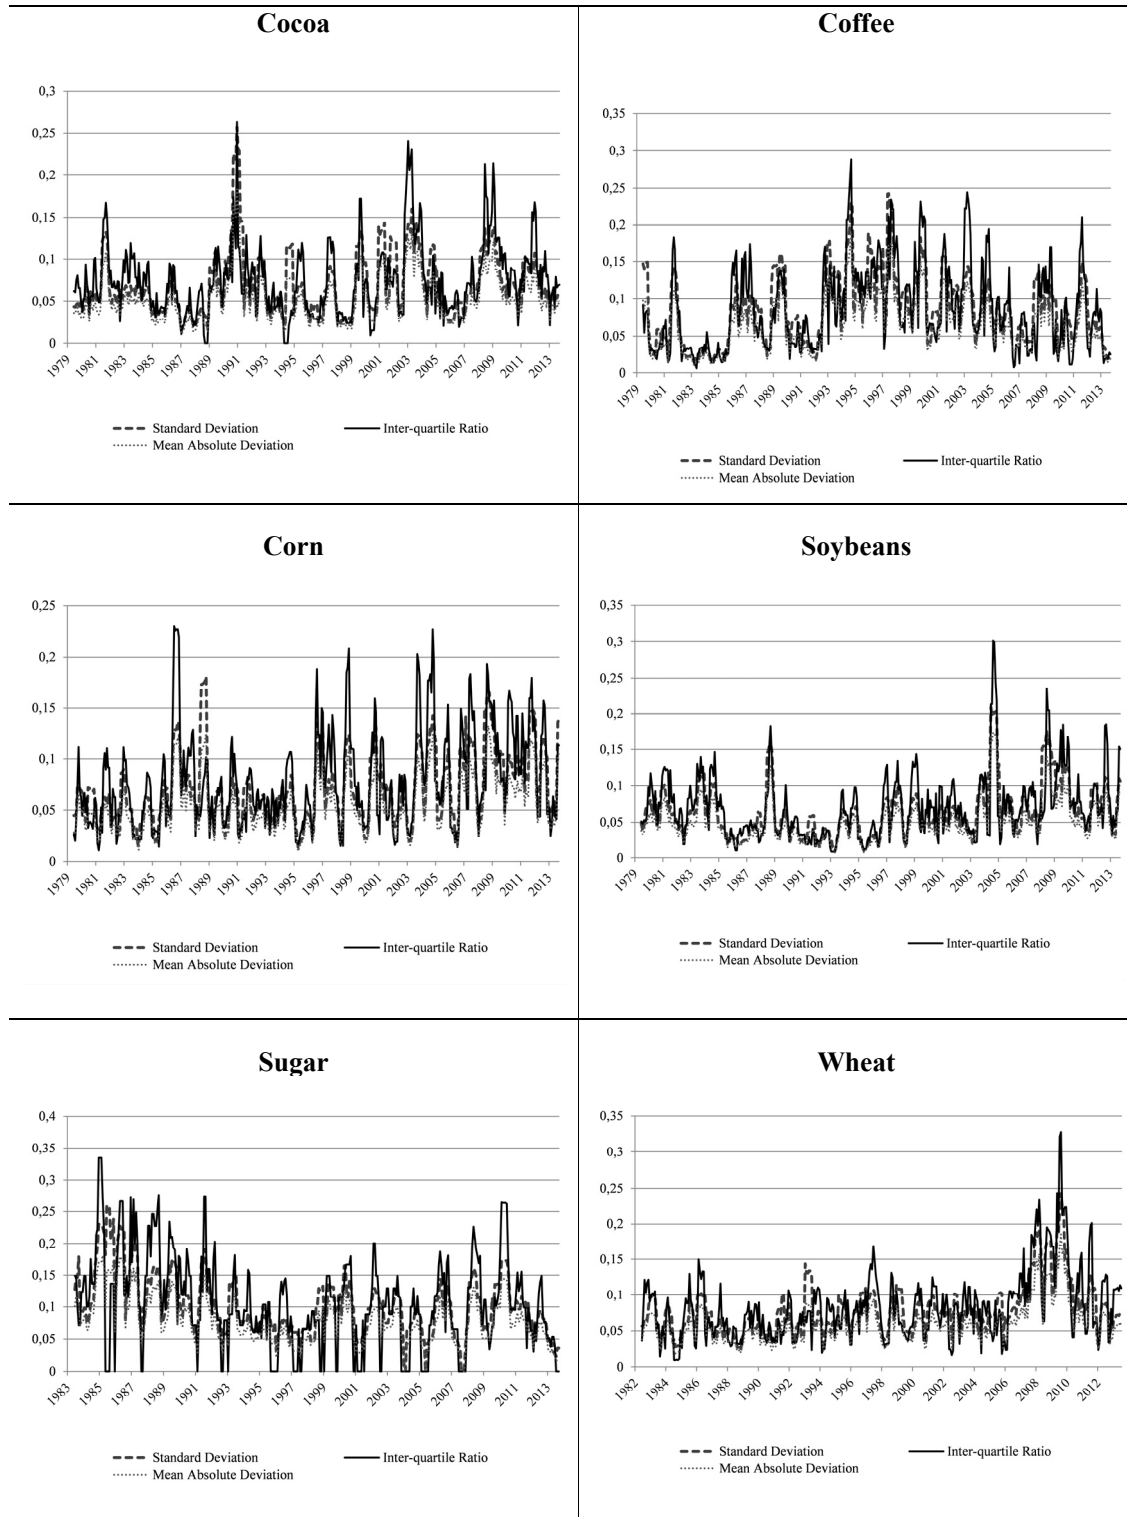 Cocoa
0,3
0,25
0,2
0,15
0,1
0,05
0
1979 1981 1983 1985 1987 1989 1991 1993 1995 1997 1999 2001 2003 2005 2007 2009 2011 2013
Standard Deviation Inter-quartile Ratio
Mean Absolute Deviation
Coffee
0,35
0,3
0,25
0,2
0,15
0,1
0,05
0
1979 1981 1983 1985 1987 1989 1991 1993 1995 1997 1999 2001 2003 2005 2007 2009 2011 2013
Standard Deviation Inter-quartile Ratio
Mean Absolute Deviation
Corn
0,25
0,2
0,15
0,1
0,05
0
1979 1981 1983 1985 1987 1989 1991 1993 1995 1997 1999 2001 2003 2005 2007 2009 2011 2013
Standard Deviation Inter-quartile Ratio
Mean Absolute Deviation
Soybeans
0,35
0,3
0,25
0,2
0,15
0,1
0,05
0
1979 1981 1983 1985 1987 1989 1991 1993 1995 1997 1999 2001 2003 2005 2007 2009 2011 2013
Standard Deviation Inter-quartile Ratio
Mean Absolute Deviation
Sugar
0,4
0,35
0,3
0,25
0,2
0,15
0,1
0,05
0
1983 1985 1987 1989 1991 1993 1995 1997 1999 2001 2003 2005 2007 2009 2011 2013
Standard Deviation Inter-quartile Ratio
Mean Absolute Deviation
Wheat
0,35
0,3
0,25
0,2
0,15
0,1
0,05
0
1982 1984 1986 1988 1990 1992 1994 1996 1998 2000 2002 2004 2006 2008 2010 2012
Standard Deviation Inter-quartile Ratio
Mean Absolute Deviation